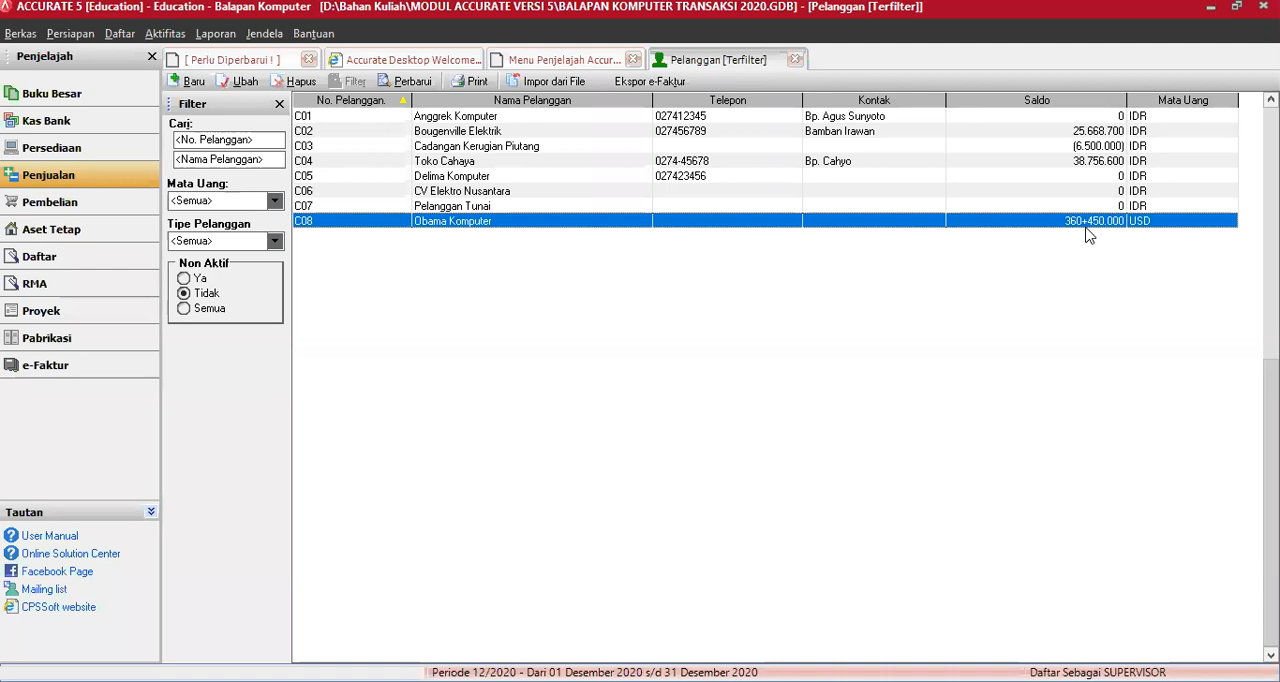 ACCURATE 5 [Education] - Education - Balapan Komputer [D:\Bahan Kuliah\MODUL ACCURATE VERSI 5\BALAPAN KOMPUTER TRANSAKSI 2020.GDB] - [Pelanggan [Terfilter]]
Berkas Persiapan Daftar Aktifitas Laporan Jendela Bantuan
Penjelajah
[ Perlu Diperbarui ! ] Accurate Desktop Welcome... Menu Penjelajah Accur... Pelanggan [Terfilter]
Baru Ubah Hapus Filter Perbarui Print Impor dari File Ekspor e-Faktur
Buku Besar
Kas Bank
Persediaan
Penjualan
Pembelian
Aset Tetap
Daftar
RMA
Proyek
Pabrikasi
e-Faktur
Tautan
User Manual
Online Solution Center
Facebook Page
Mailing list
CPSSoft website
Filter
Cari:
<No. Pelanggan>
<Nama Pelanggan>
Mata Uang:
<Semua>
Tipe Pelanggan
<Semua>
Non Aktif
Ya
Tidak
Semua
No. Pelanggan. Nama Pelanggan Telepon Kontak Saldo Mata Uang
C01 Anggrek Komputer 027412345 Bp. Agus Sunyoto 0 IDR
C02 Bougenville Elektrik 027456783 Bamban Irawan 25.668.700 IDR
C03 Cadangan Kerugian Piutang (6.500.000) IDR
C04 Toko Cahaya 0274-45678 Bp. Cahyo 38.756.600 IDR
C05 Delima Komputer 027423456 0 IDR
C06 CV Elektro Nusantara 0 IDR
C07 Pelanggan Tunai 0 IDR
C08 Obama Komputer 360+450.000 USD
Periode 12/2020 - Dari 01 Desember 2020 s/d 31 Desember 2020 Daftar Sebagai SUPERVISOR